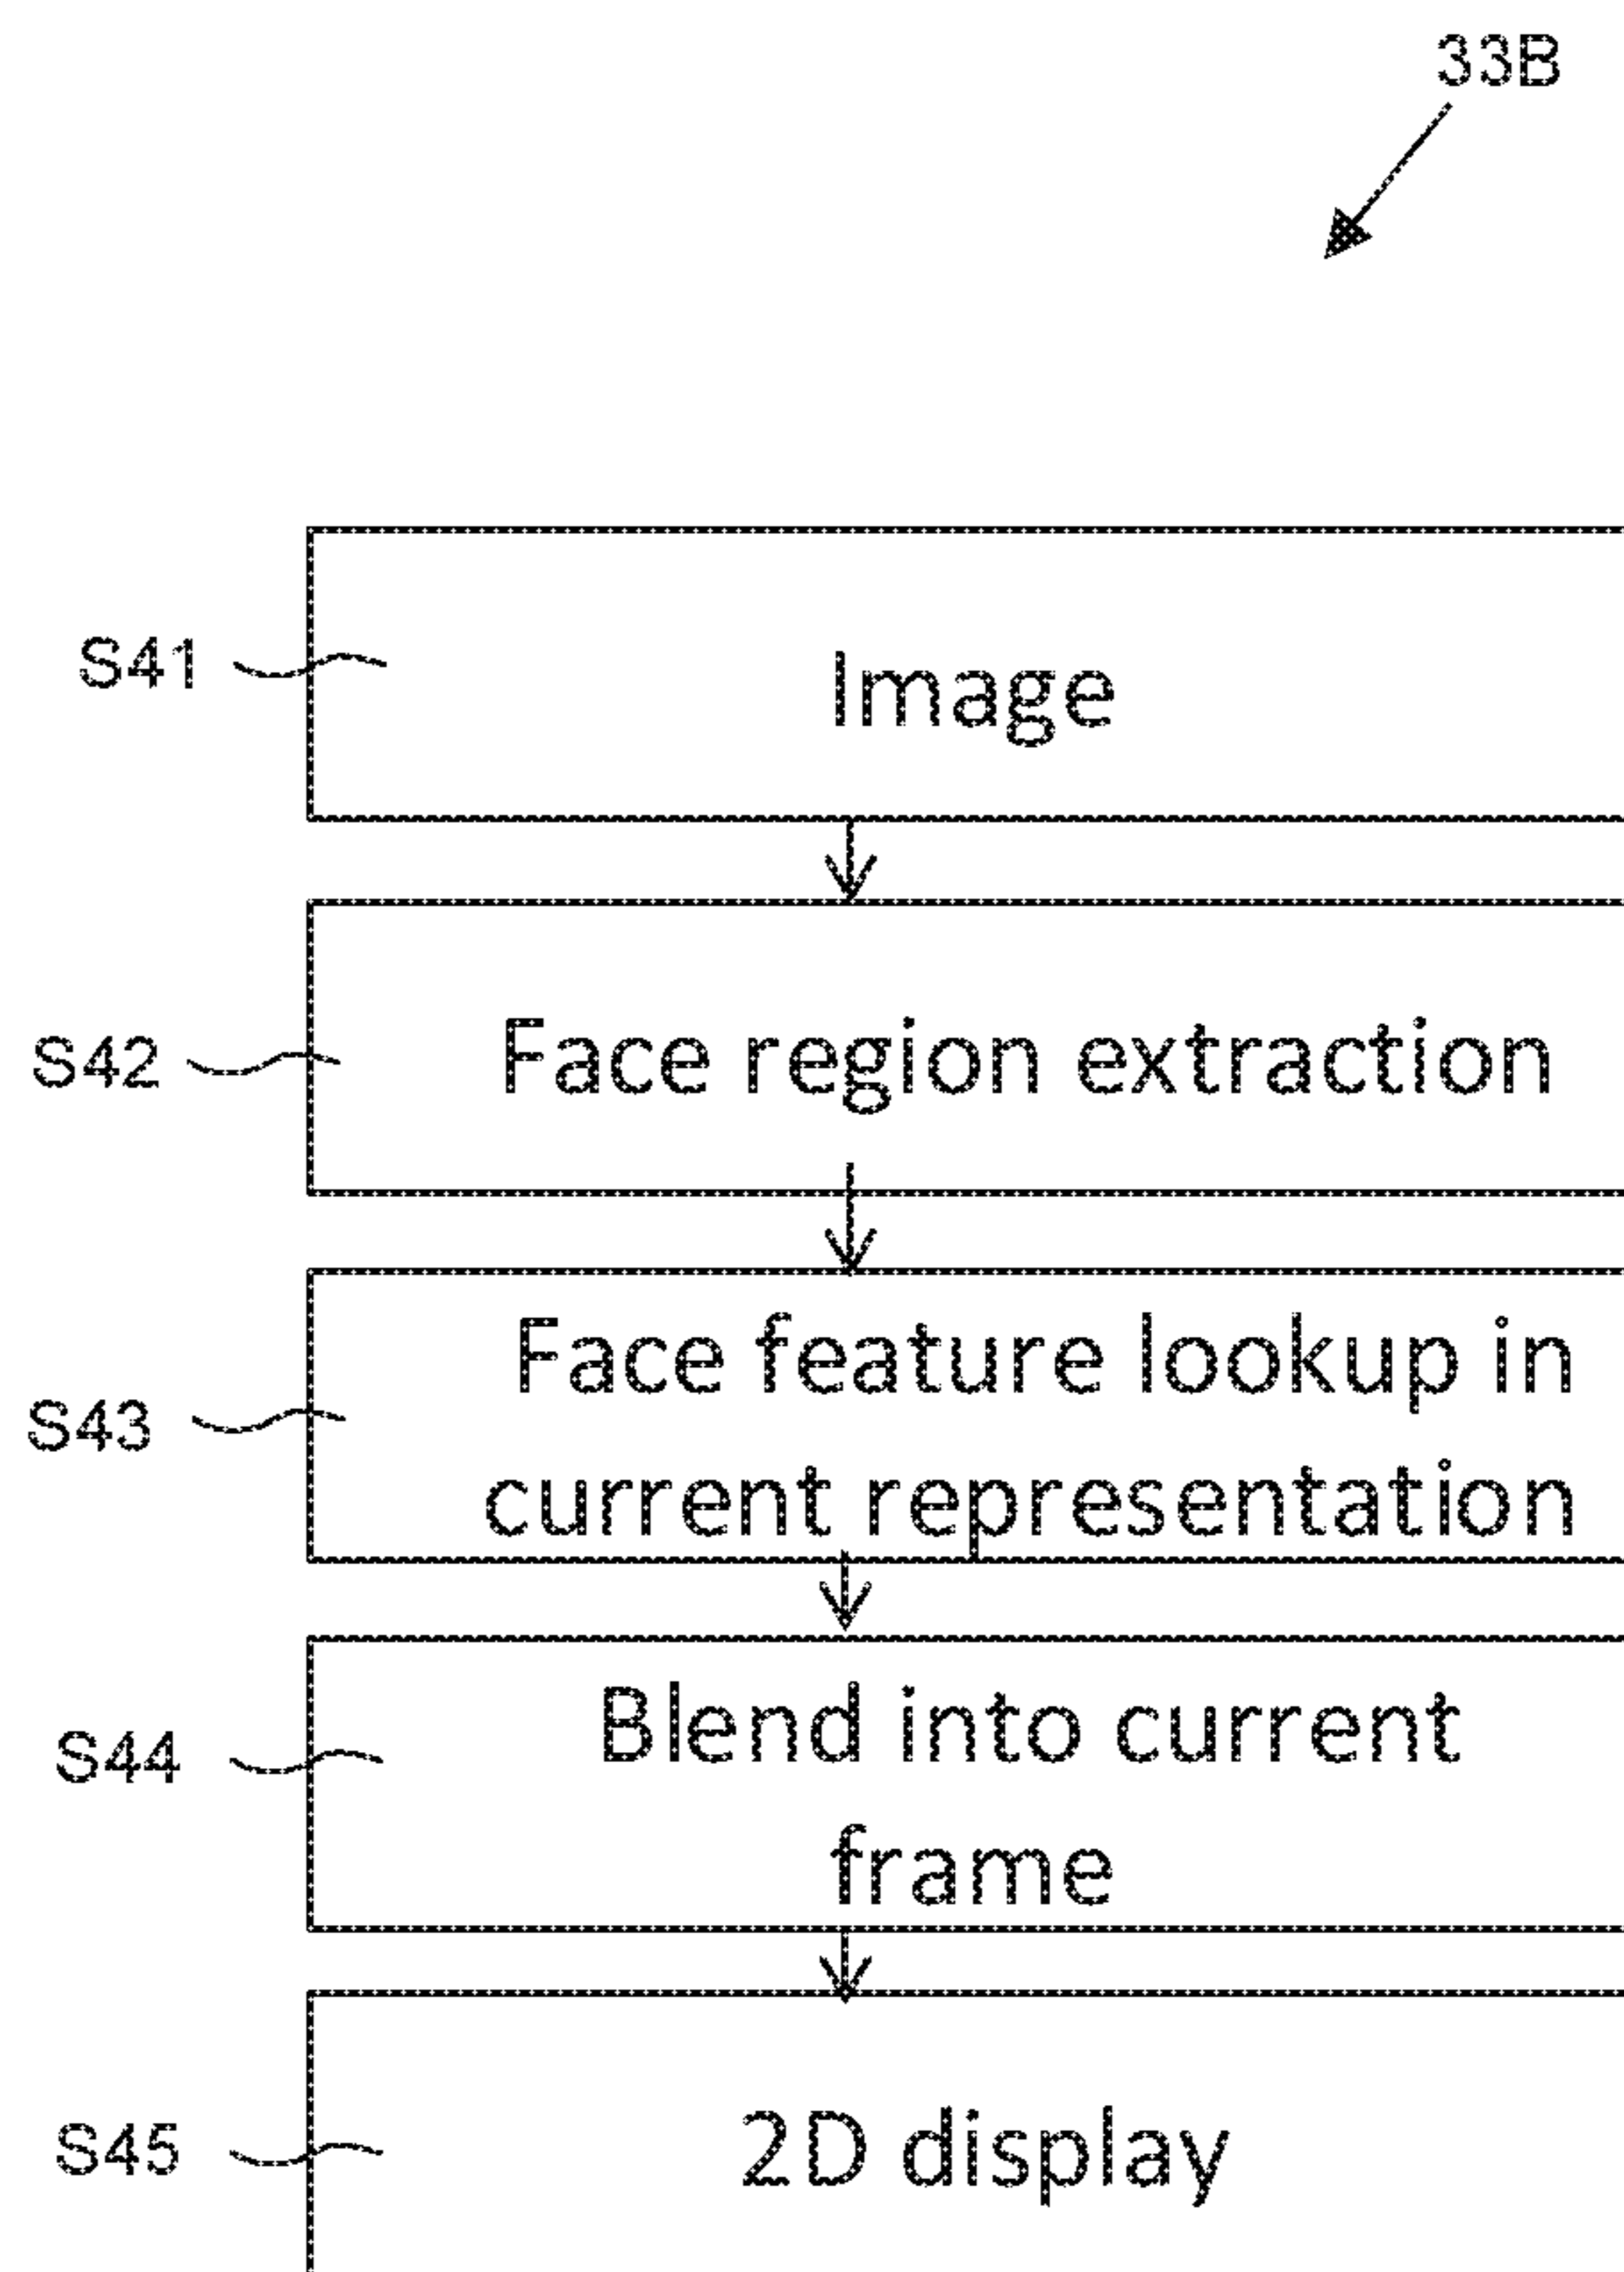 33B
S41
Image
S42
Face region extraction
S43
Face feature lookup in
current representation
S44
Blend into current
frame
S45
2D display